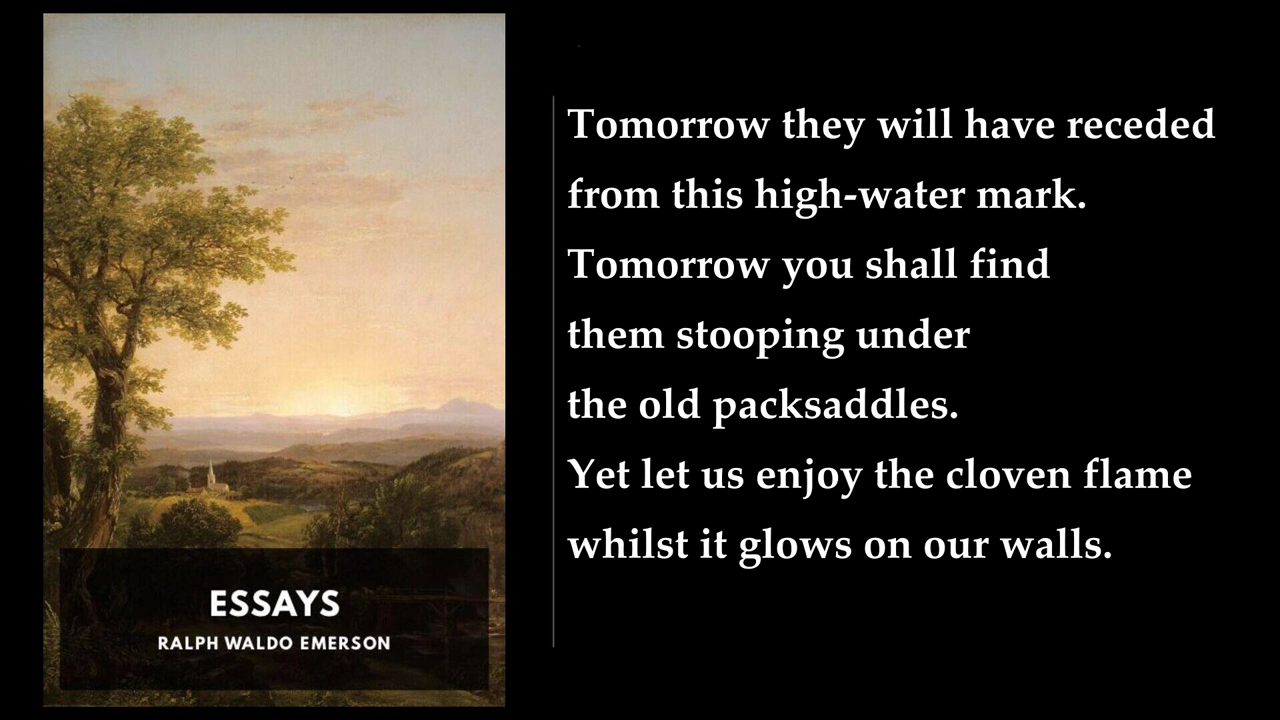 ESSAYS
RALPH WALDO EMERSON
Tomorrow they will have receded
from this high-water mark.
Tomorrow you shall find
them stooping under
the old packsaddles.
Yet let us enjoy the cloven flame
whilst it glows on our walls.